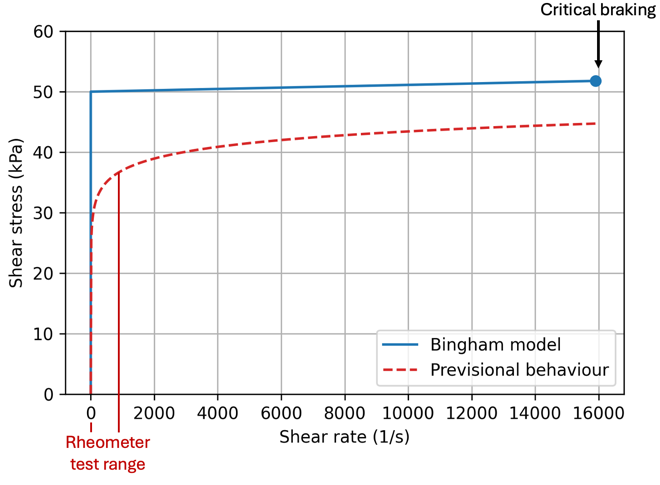 Critical braking
60
50
40
30
20
10
0
Shear stress (kPa)
Bingham model
Previsional behaviour
0 2000 4000 6000 8000 10000 12000 14000 16000
Shear rate (1/s)
Rheometer
test range